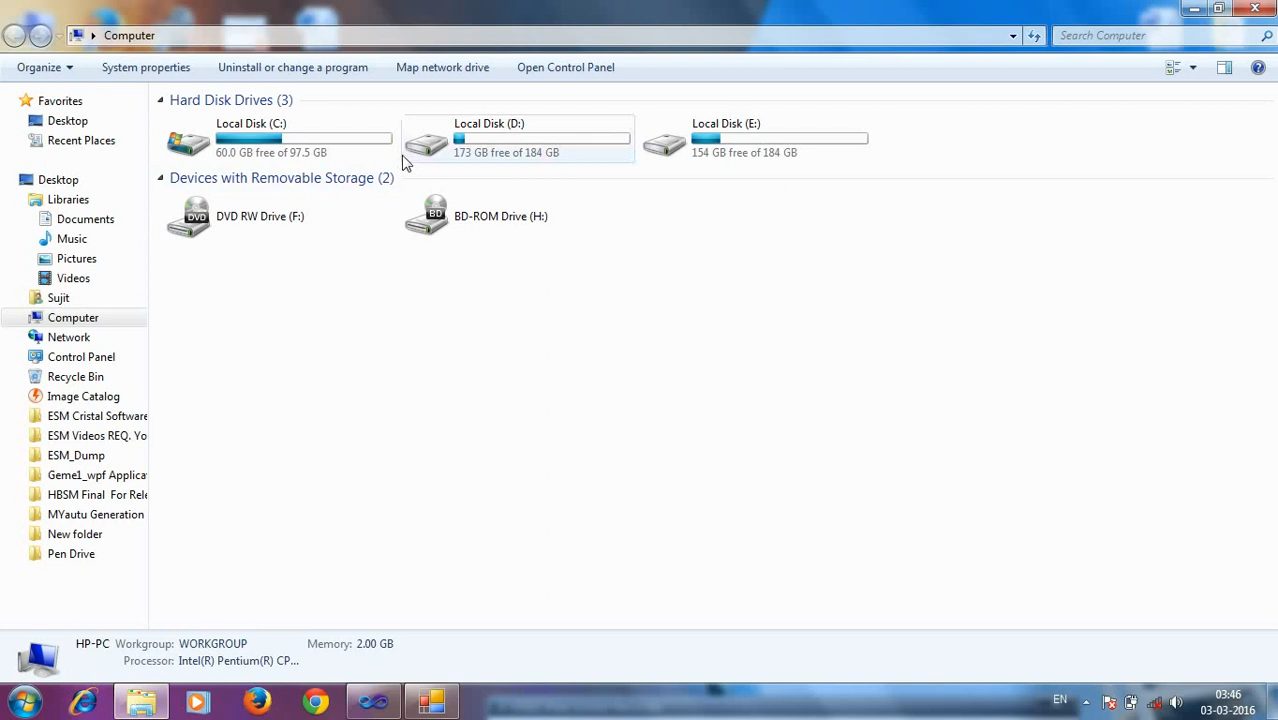 Computer
Search Computer
Organize
System properties
Uninstall or change a program
Map network drive
Open Control Panel
Favorites
Desktop
Recent Places
Desktop
Libraries
Documents
Music
Pictures
Videos
Sujit
Computer
Network
Control Panel
Recycle Bin
Image Catalog
ESM Cristal Software
ESM Videos REQ. Yo
ESM_Dump
Geme1_wpf Applica
HBSM Final  For Rele
MYautu Generation
New folder
Pen Drive
Hard Disk Drives (3)
Local Disk (C:)
60.0 GB free of 97.5 GB
Local Disk (D:)
173 GB free of 184 GB
Local Disk (E:)
154 GB free of 184 GB
Devices with Removable Storage (2)
DVD
DVD RW Drive (F:)
BD
BD-ROM Drive (H:)
HP-PC Workgroup: WORKGROUP Memory: 2.00 GB
Processor: Intel(R) Pentium(R) CP...
EN
03:46
03-03-2016